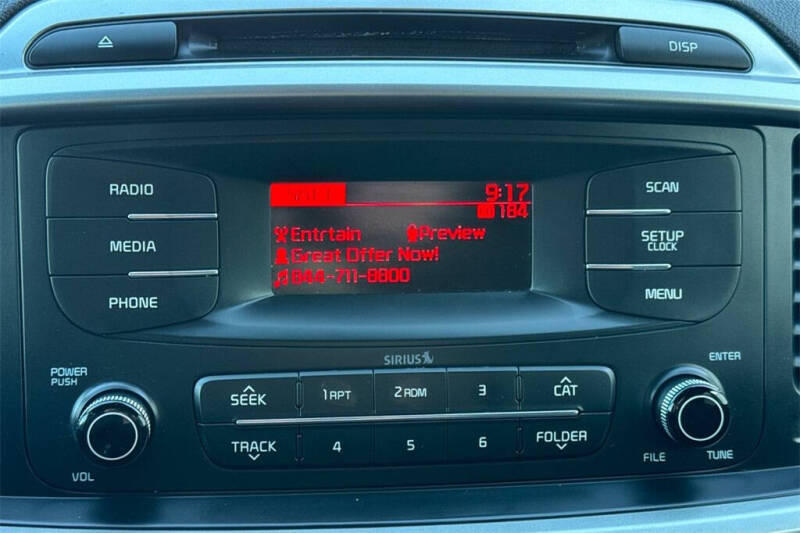 DISP
RADIO
MEDIA
PHONE
9:17
184
Entrtain Preview
Great Offer Now!
844-711-8800
SCAN
SETUP
CLOCK
MENU
SIRIUS
POWER
PUSH
VOL
SEEK
1 RPT
2 RDM
3
CAT
TRACK
4
5
6
FOLDER
ENTER
FILE
TUNE